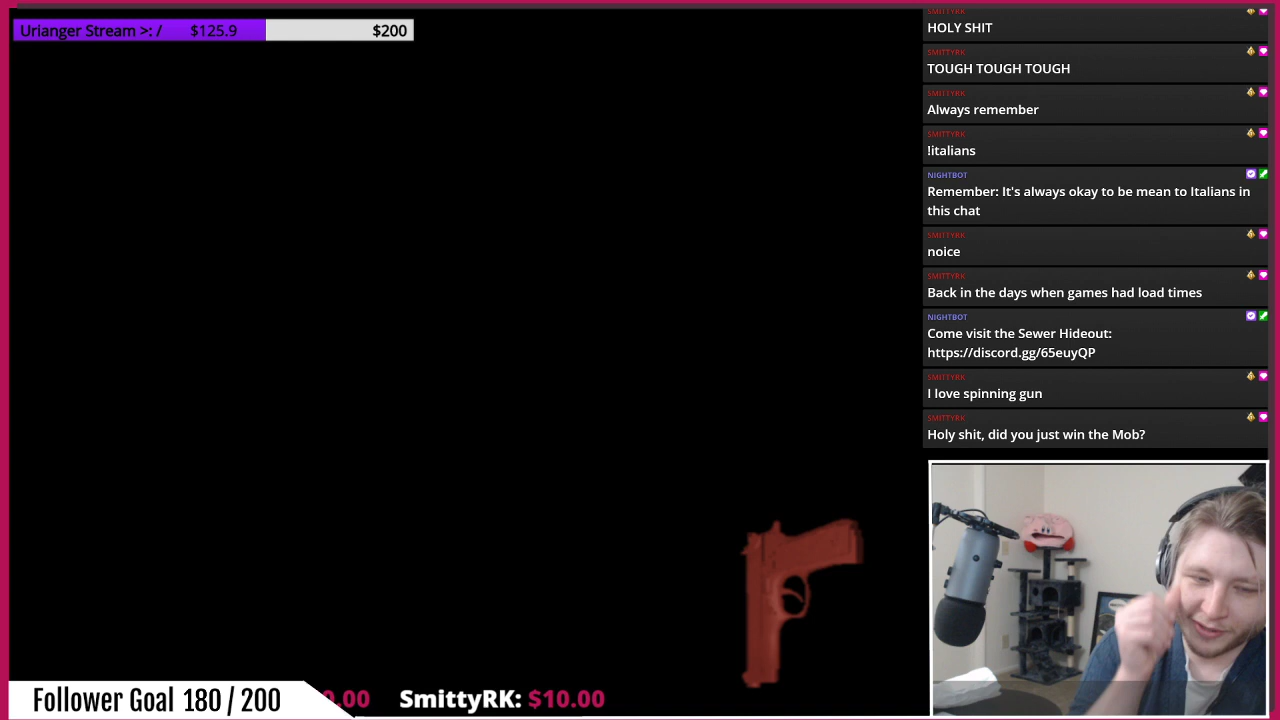 Urlanger Stream >: / $125.9 $200
SMITTYRK
HOLY SHIT
SMITTYRK
TOUGH TOUGH TOUGH
SMITTYRK
Always remember
SMITTYRK
!italians
NIGHTBOT
Remember: It's always okay to be mean to Italians in
this chat
SMITTYRK
noice
SMITTYRK
Back in the days when games had load times
NIGHTBOT
Come visit the Sewer Hideout:
https://discord.gg/65euyQP
SMITTYRK
I love spinning gun
SMITTYRK
Holy shit, did you just win the Mob?
Follower Goal 180 / 200
.00 SmittyRK: $10.00